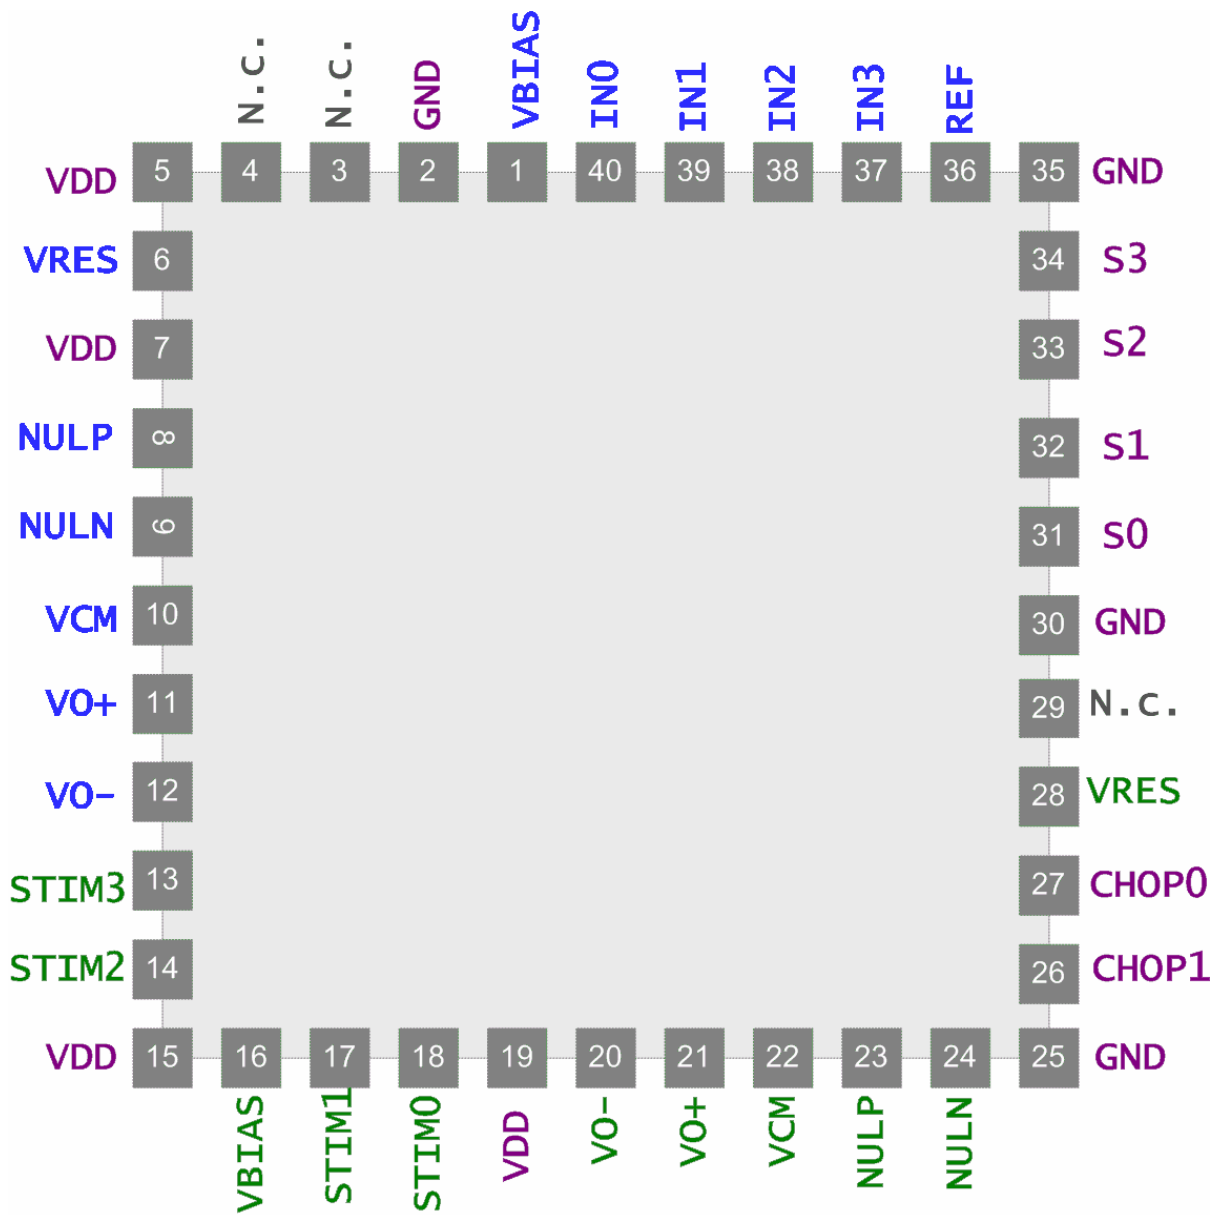 N.c.
N.c.
GND
VBIAS
IN0
IN1
IN2
IN3
REF
VDD 5 4 3 2 1 40 39 38 37 36 35 GND
VRES 6 34 S3
VDD 7 33 S2
NULP 8 32 S1
NULN 9 31 S0
VCM 10 30 GND
VO+ 11 29 N.c.
VO- 12 28 VRES
STIM3 13 27 CHOP0
STIM2 14 26 CHOP1
VDD 15 16 17 18 19 20 21 22 23 24 25 GND
VBIAS
STIM1
STIM0
VDD
VO-
VO+
VCM
NULP
NULN